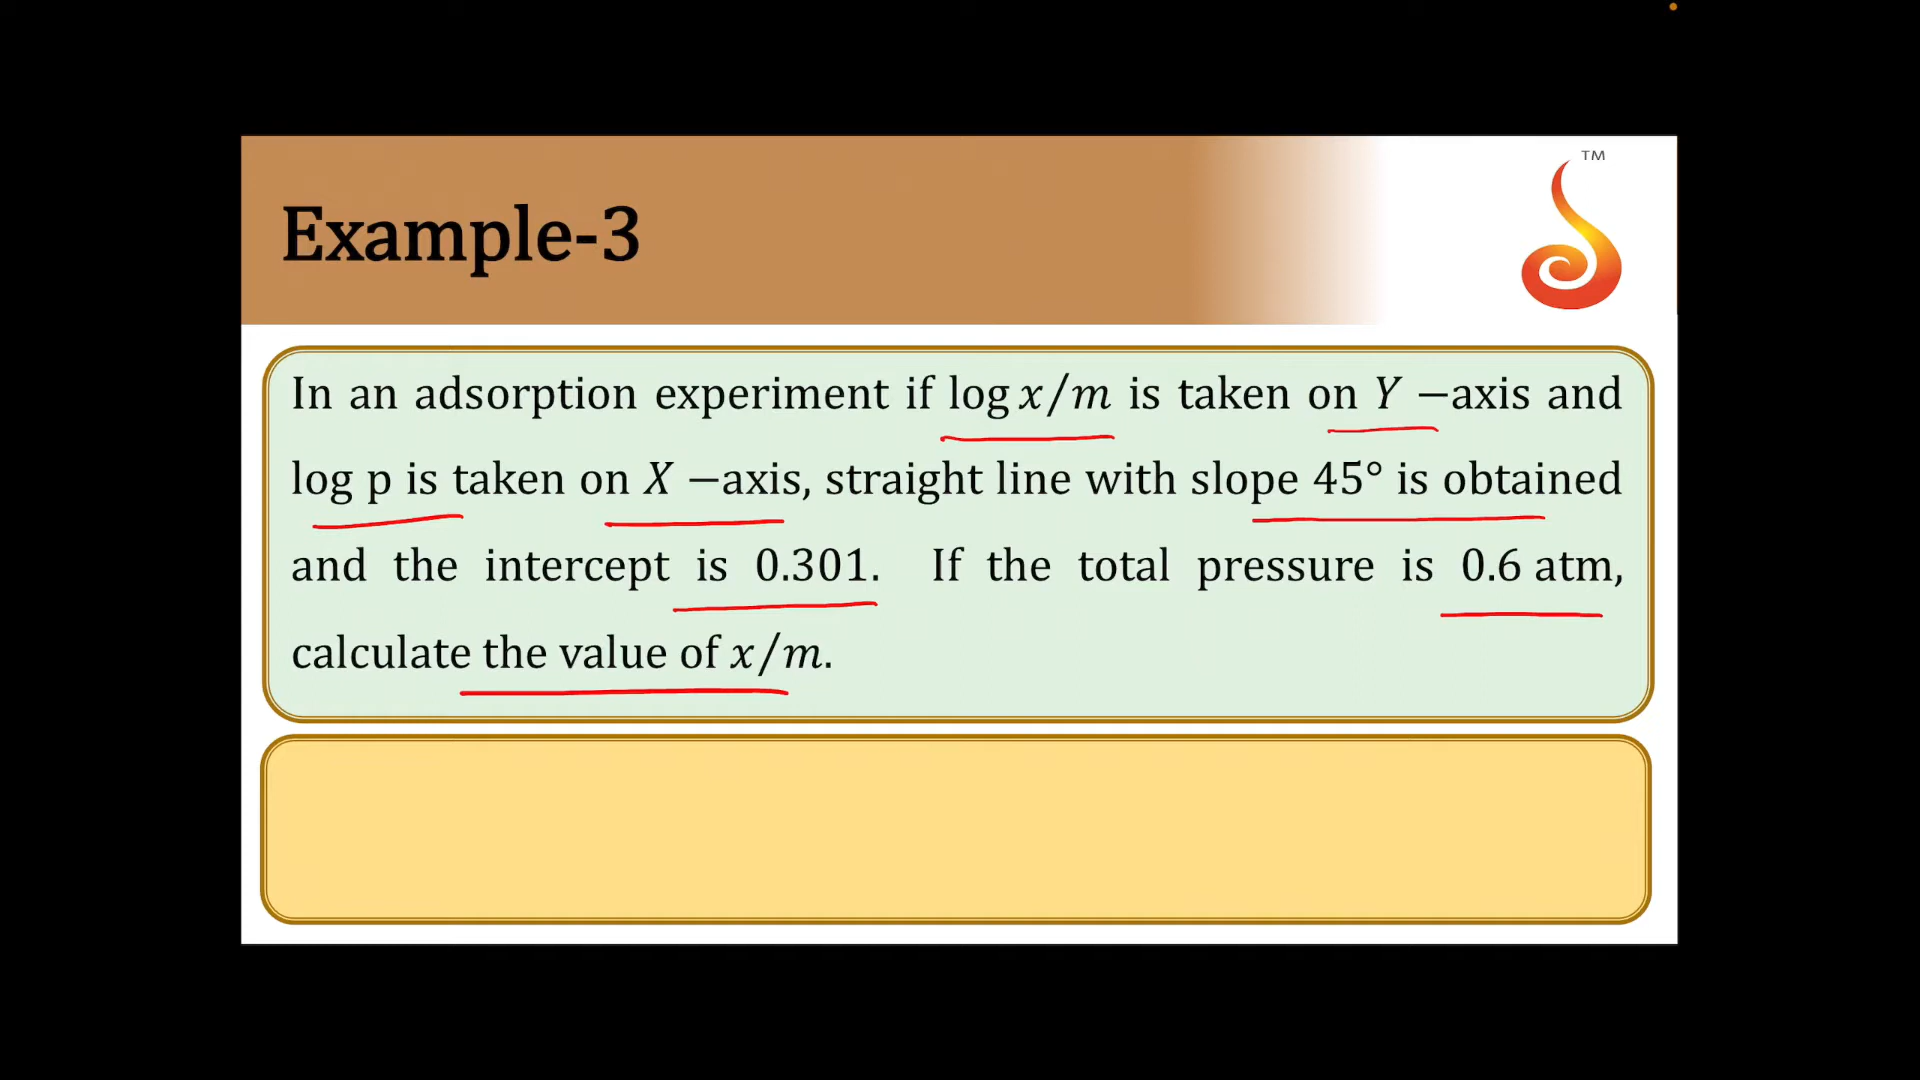 TM
Example-3
In an adsorption experiment if log x/m is taken on Y −axis and
log p is taken on X −axis, straight line with slope 45° is obtained
and the intercept is 0.301. If the total pressure is 0.6 atm,
calculate the value of x/m.